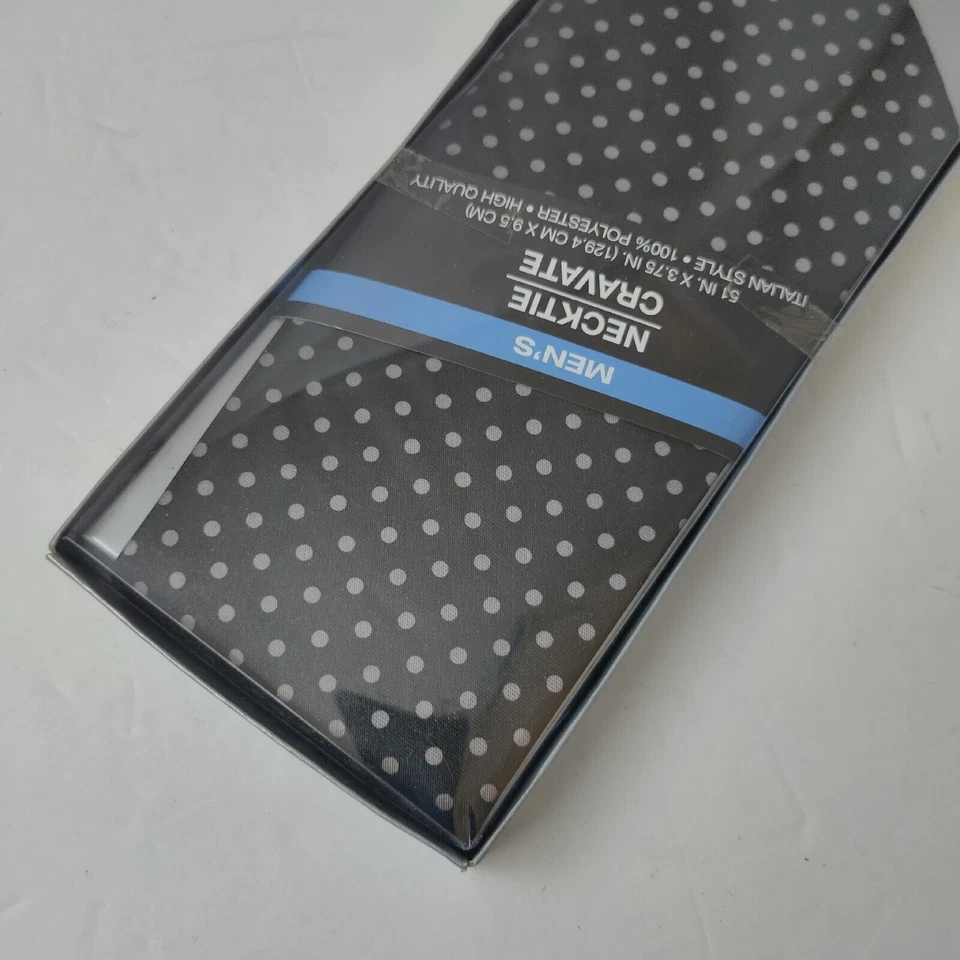 MEN'S
NECKTIE
CRAVATE
51 IN X 3.75 IN. (129.4 CM X 9.5 CM)
ITALIAN STYLE • 100% POLYESTER • HIGH QUALITY